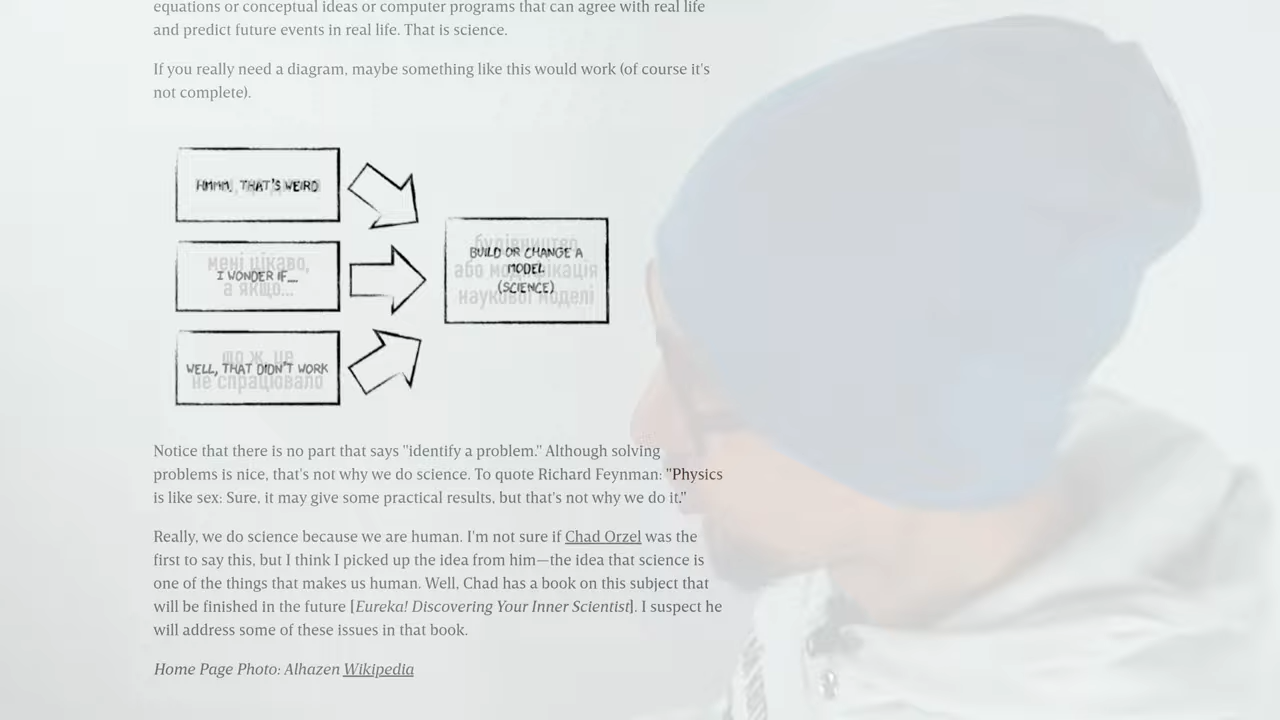 equations or conceptual ideas or computer programs that can agree with real life
and predict future events in real life. That is science.
If you really need a diagram, maybe something like this would work (of course it's
not complete).
HMMM, THAT'S WEIRD
I WONDER IF....
мені цікаво,
а якщо...
WELL, THAT DIDN'T WORK
що ж, це
не спрацювало
BUILD OR CHANGE A
MODEL
(SCIENCE)
будівництво
або модифікація
наукової моделі
Notice that there is no part that says "identify a problem." Although solving
problems is nice, that's not why we do science. To quote Richard Feynman: "Physics
is like sex: Sure, it may give some practical results, but that's not why we do it."
Really, we do science because we are human. I'm not sure if Chad Orzel was the
first to say this, but I think I picked up the idea from him—the idea that science is
one of the things that makes us human. Well, Chad has a book on this subject that
will be finished in the future [Eureka! Discovering Your Inner Scientist]. I suspect he
will address some of these issues in that book.
Home Page Photo: Alhazen Wikipedia